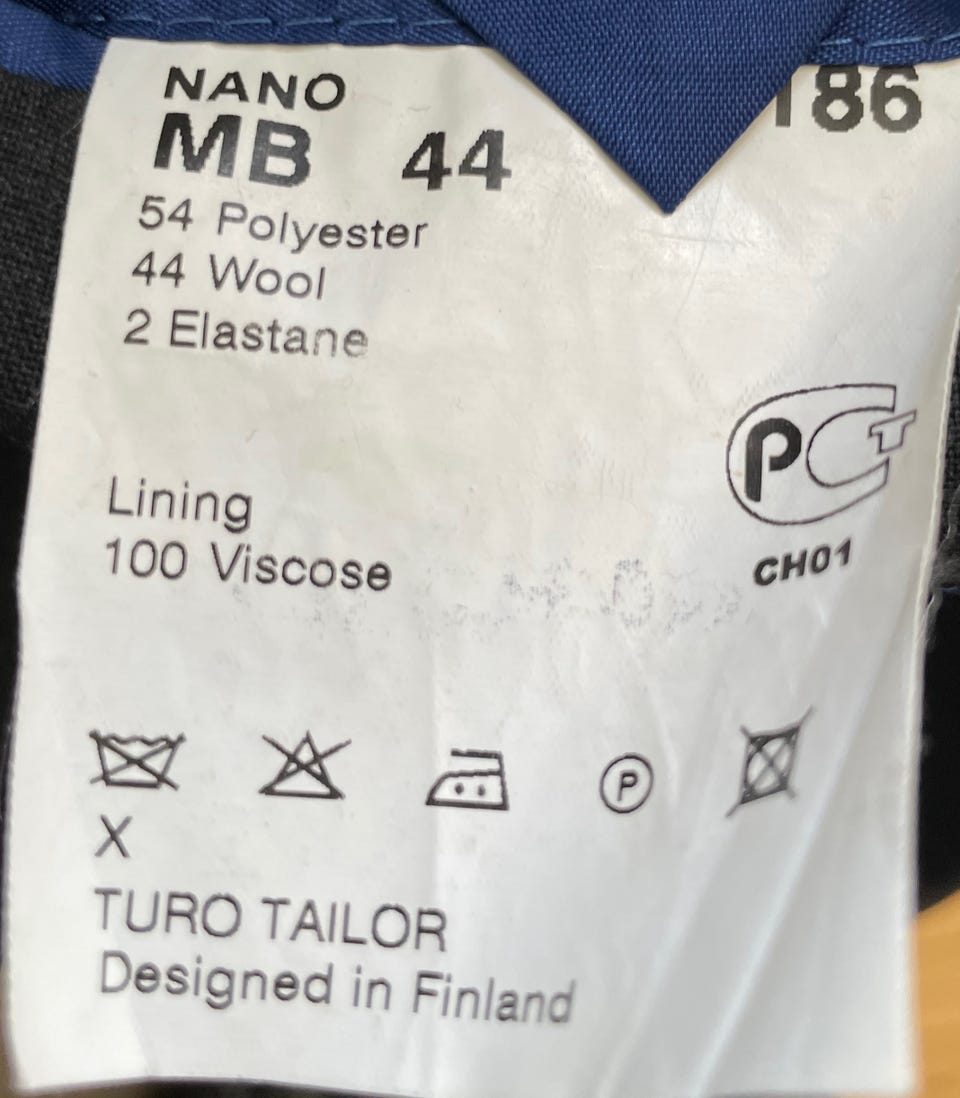 NANO
MB 44 186
54 Polyester
44 Wool
2 Elastane
PCT
CH01
Lining
100 Viscose
P
X
TURO TAILOR
Designed in Finland